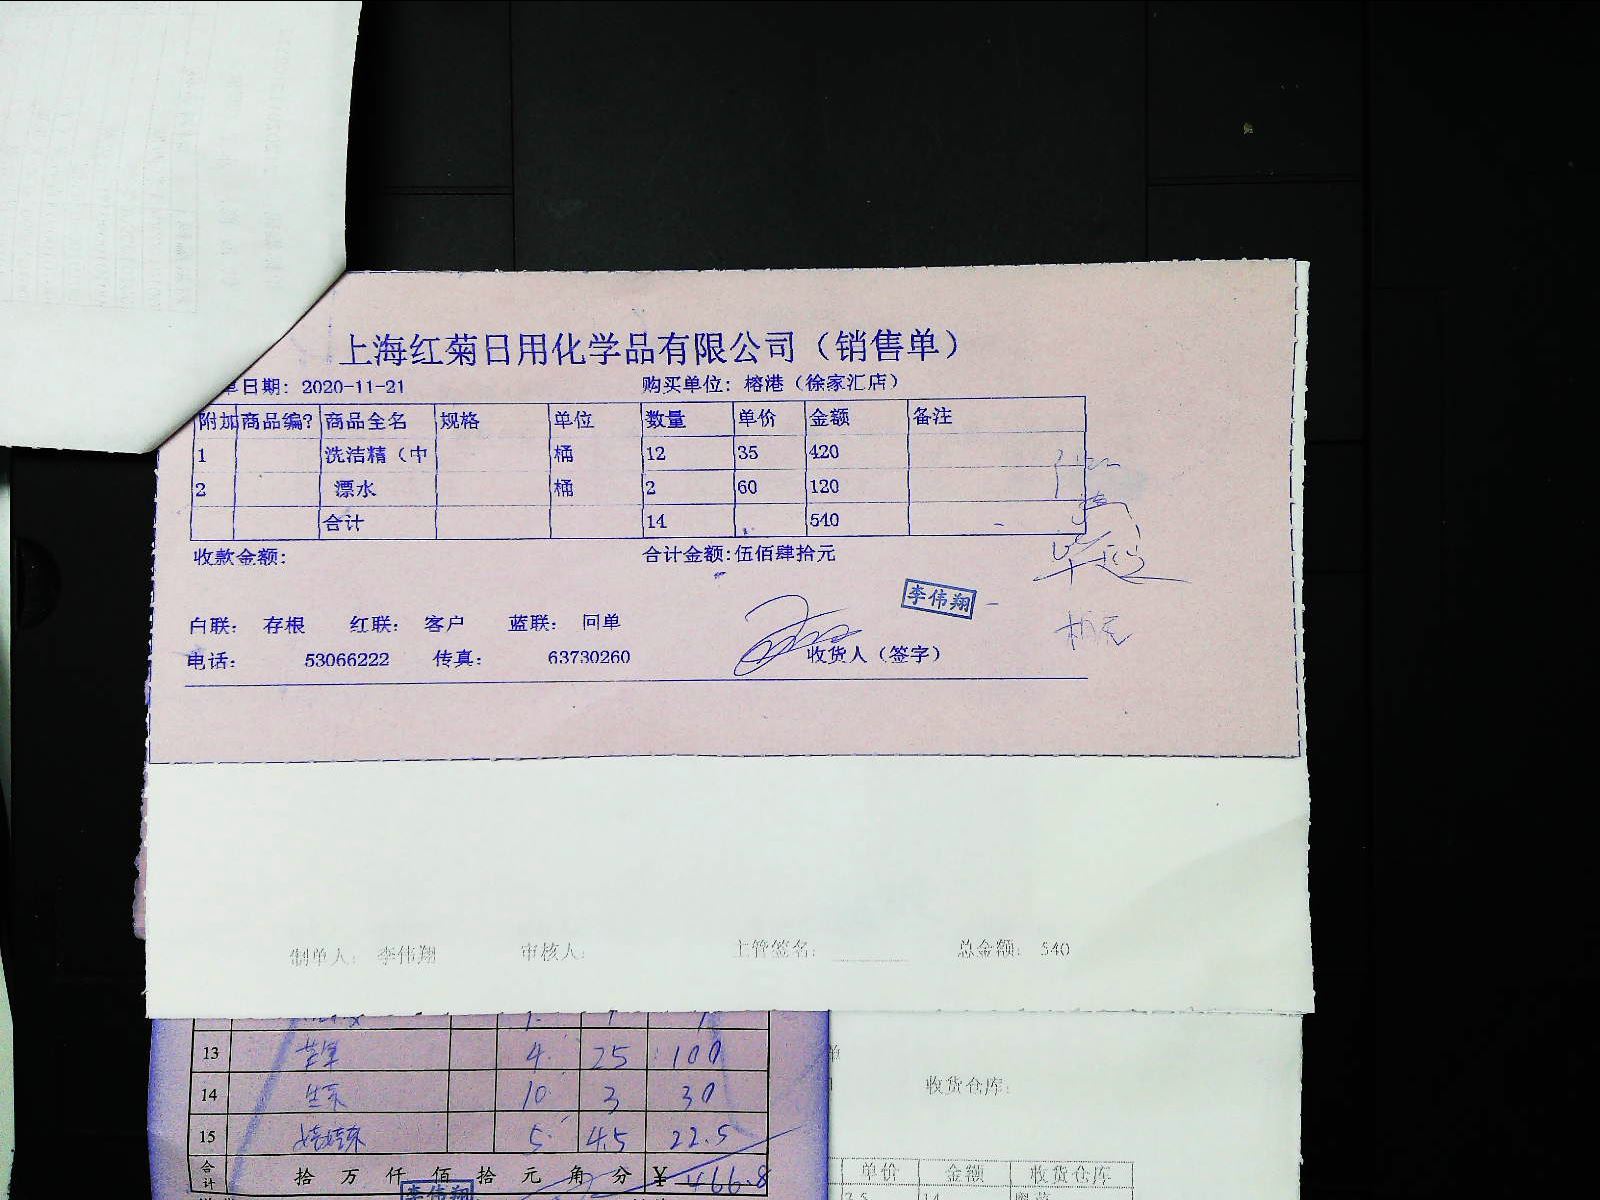 上海红菊日用化学品有限公司（销售单）
单日期: 2020-11-21 购买单位: 榕港（徐家汇店）
附加 商品编? 商品全名 规格 单位 数量 单价 金额 备注
1 洗洁精（中 桶 12 35 420
2 漂水 桶 2 60 120
合计 14 540
收款金额: 合计金额:伍佰肆拾元
李伟翔
白联: 存根 红联: 客户 蓝联: 回单
电话: 53066222 传真: 63730260 收货人（签字）
制单人: 李伟翔 审核人: 主管签名: 总金额: 540
13 4 25 100
收货仓库:
14 10 3 30
15 5 4.5 22.5
合计 拾 万 仟 佰 拾 元 角 分 ¥ 466.8
李伟翔
单价 金额 收货仓库
3.5 14